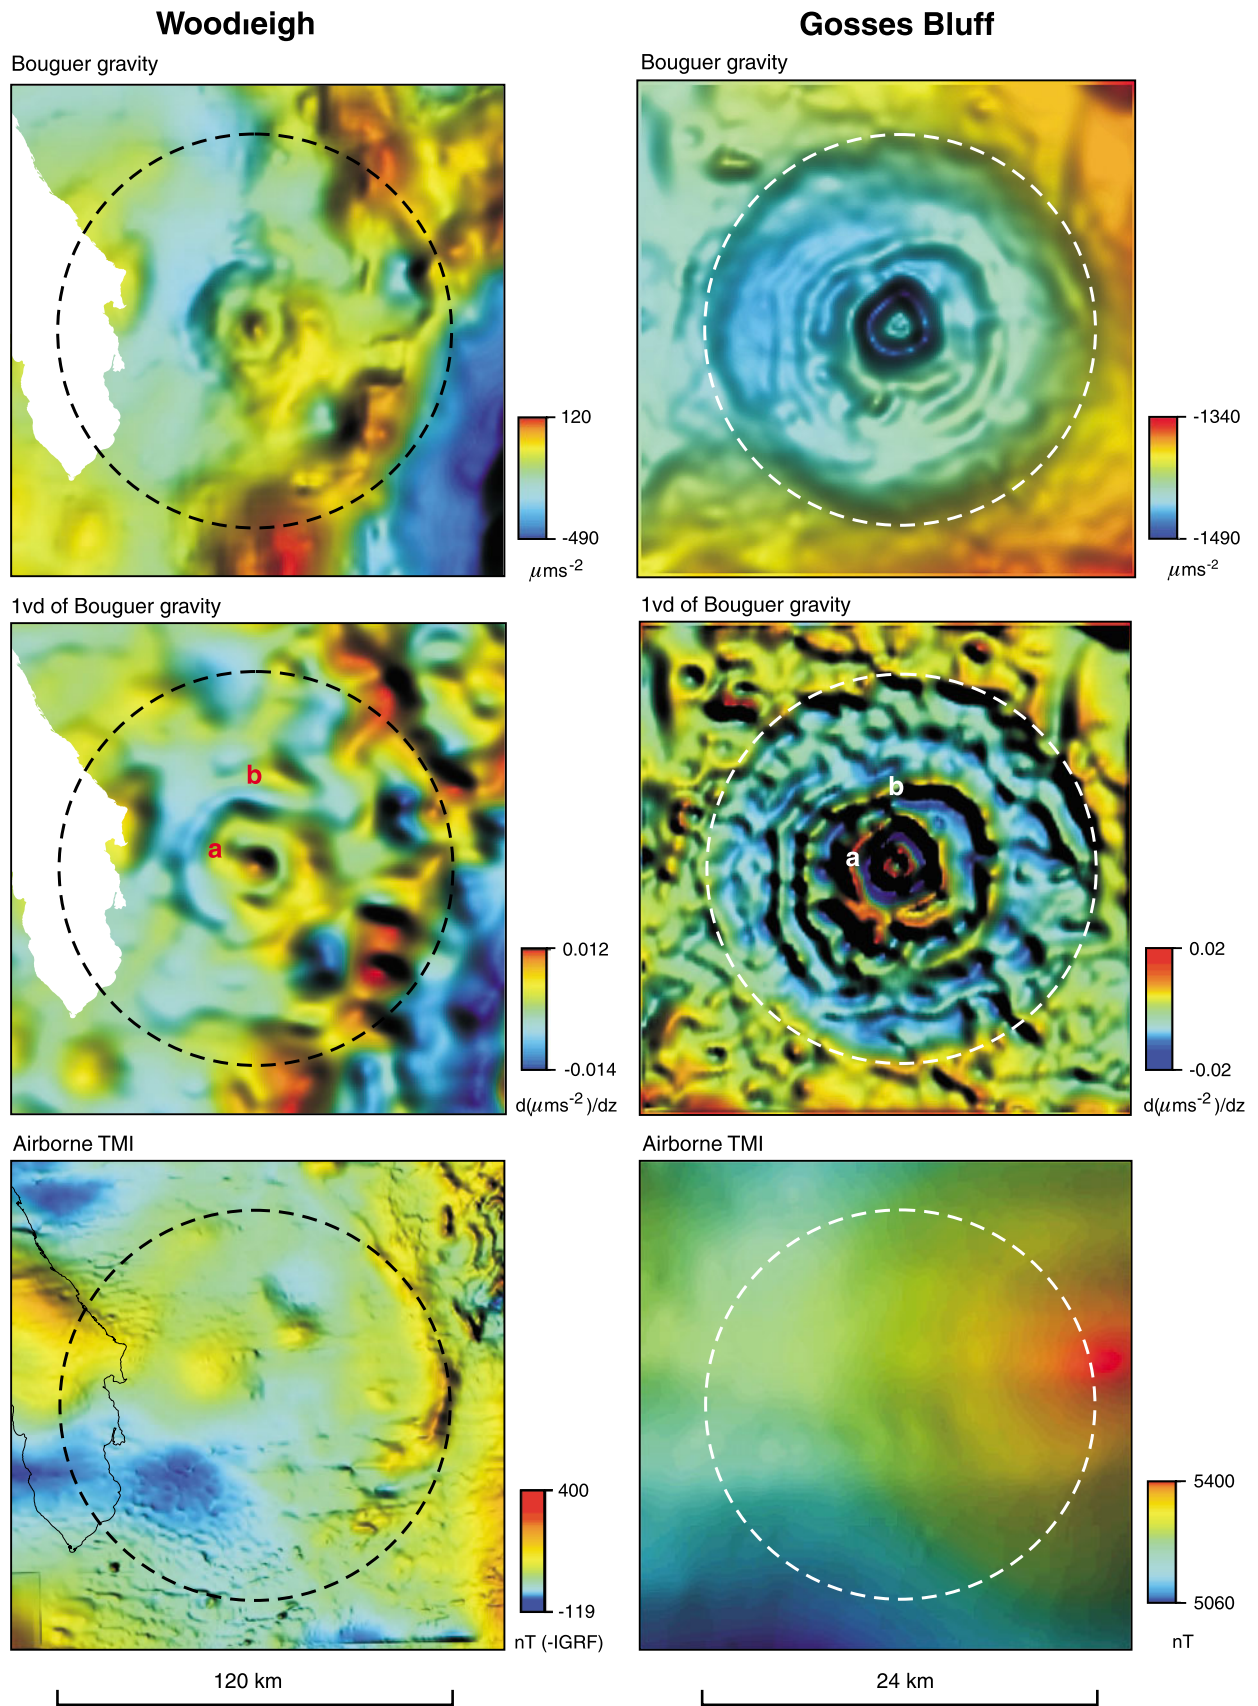 Woodleigh
Gosses Bluff
Bouguer gravity
Bouguer gravity
120
-490
μms-2
-1340
-1490
μms-2
1vd of Bouguer gravity
1vd of Bouguer gravity
b
a
b
a
0.012
-0.014
d(μms-2)/dz
0.02
-0.02
d(μms-2)/dz
Airborne TMI
Airborne TMI
400
-119
nT (-IGRF)
5400
5060
nT
120 km
24 km